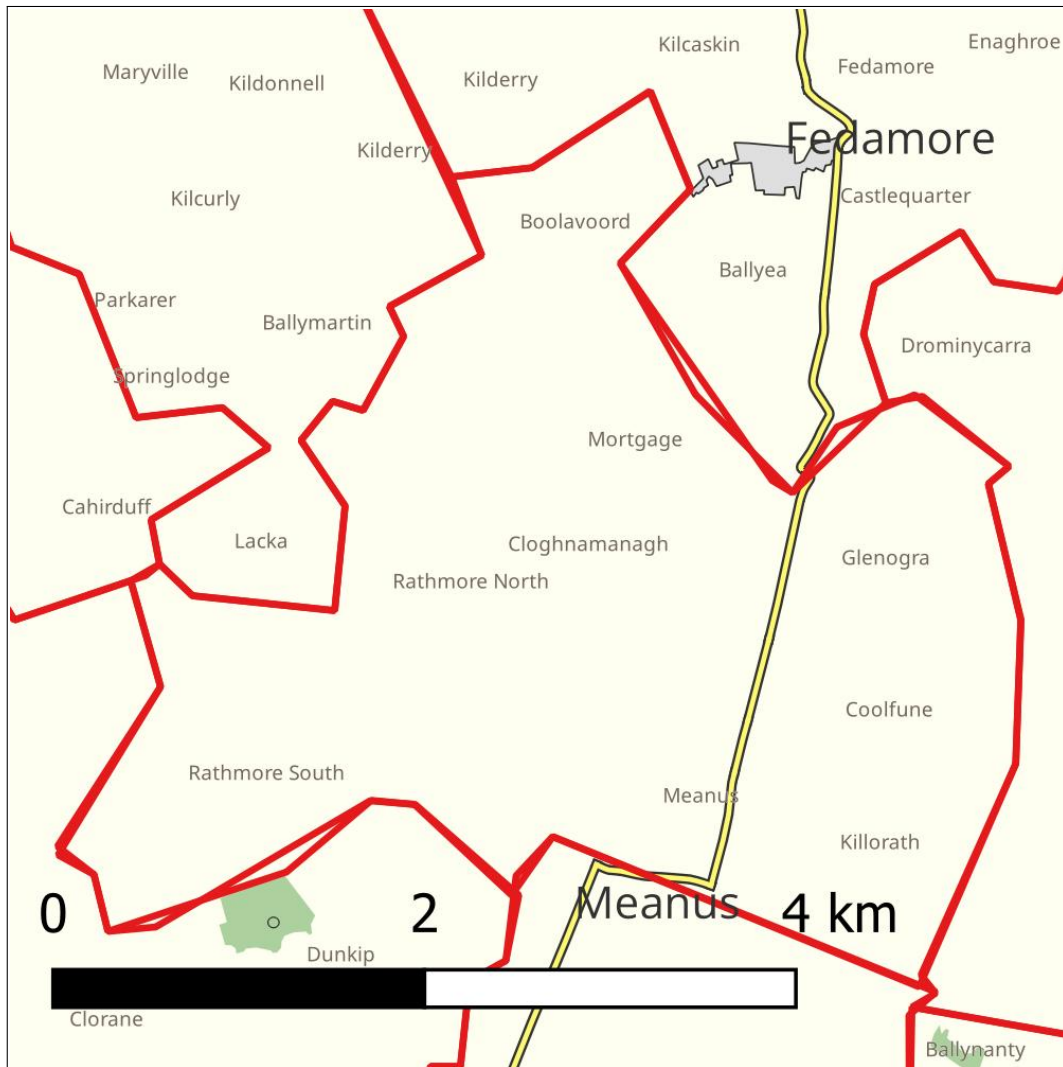 Enaghroe
Kilcaskin
Fedamore
Maryville
Kildonnell
Kilderry
Fedamore
Kilderry
Kilcurly
Castlequarter
Boolavoord
Ballyea
Parkarer
Ballymartin
Drominycarra
Springlodge
Mortgage
Cahirduff
Lacka
Cloghnamanagh
Glenogra
Rathmore North
Coolfune
Rathmore South
Meanus
Killorath
Meanus
0 2 4 km
Dunkip
Clorane
Ballynanty